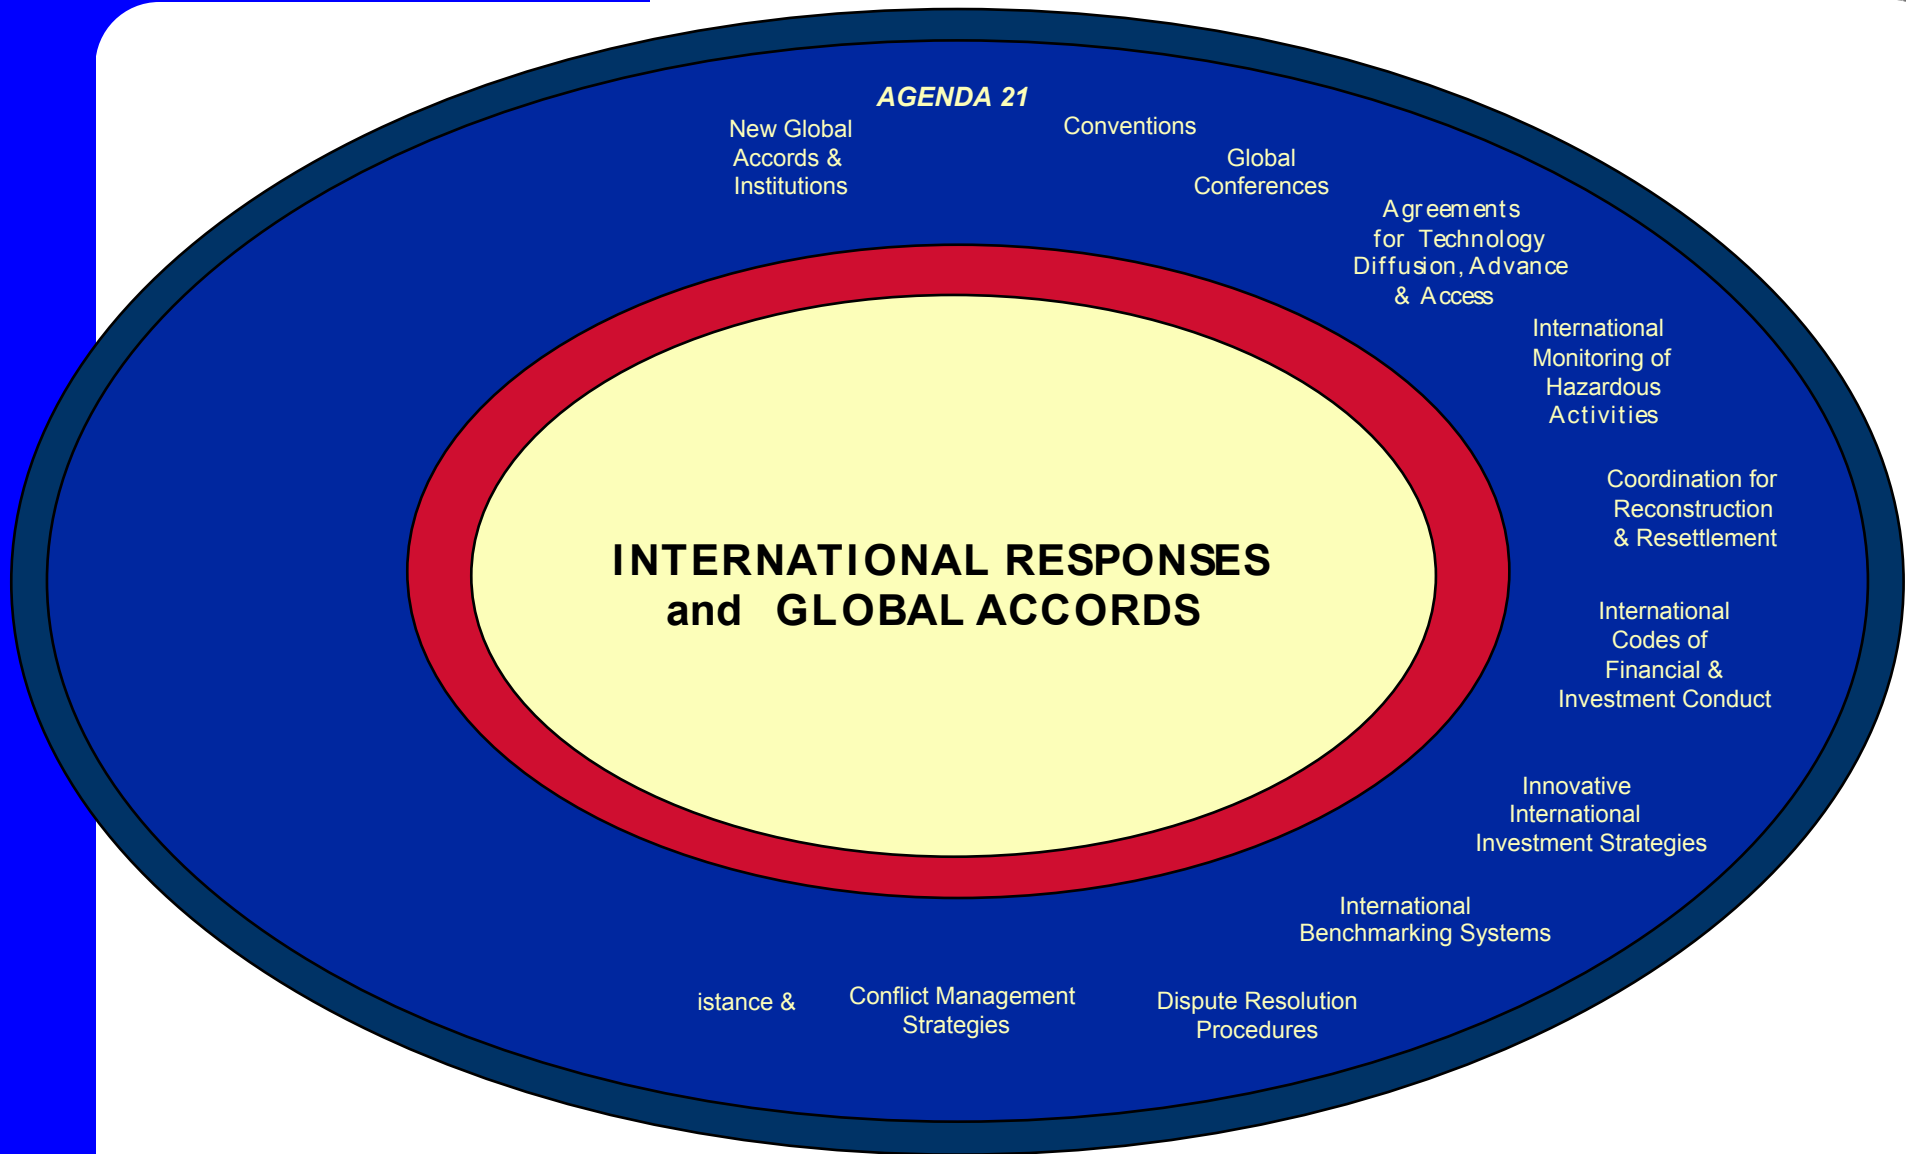 AGENDA 21
New Global
Accords &
Institutions
Conventions
Global
Conferences
Agreements
for Technology
Diffusion, Advance
& Access
International
Monitoring of
Hazardous
Activities
Coordination for
Reconstruction
& Resettlement
International
Codes of
Financial &
Investment Conduct
Innovative
International
Investment Strategies
International
Benchmarking Systems
Dispute Resolution
Procedures
Conflict Management
Strategies
istance &
INTERNATIONAL RESPONSES
and GLOBAL ACCORDS